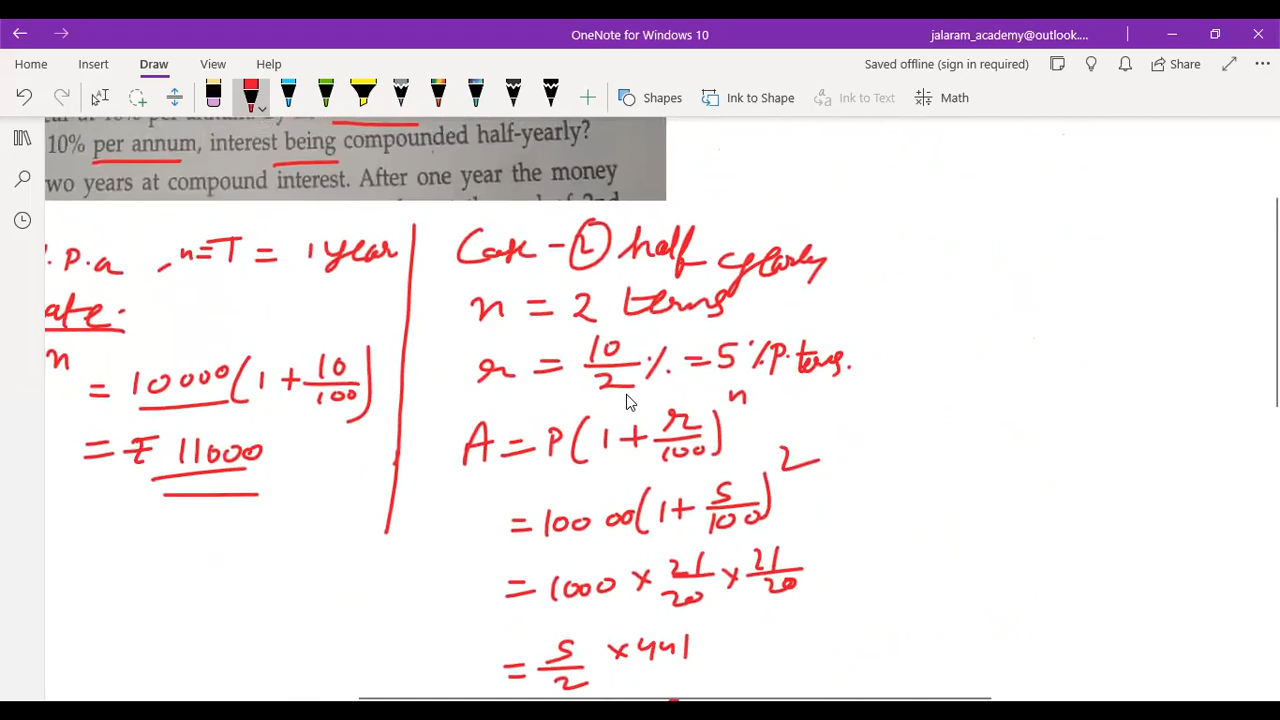 OneNote for Windows 10
jalaram_academy@outlook....
Home Insert Draw View Help
Saved offline (sign in required)
Share
Shapes
Ink to Shape
Ink to Text
Math
10% per annum, interest being compounded half-yearly?
wo years at compound interest. After one year the money
. P.a , n=T = 1 year
ate.
n
= 10000(1 + 10/100)
= ₹ 11000
Case - 2 half yearly
n = 2 terms
r = 10/2 % = 5 % P. term.
A = P(1 + r/100)^n
= 10000(1 + 5/100)^2
= 1000 × 21/20 × 21/20
= 5/2 × 441